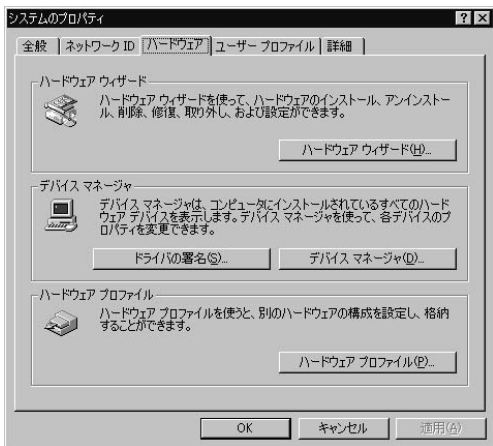 システムのプロパティ
全般
ネットワーク ID
ハードウェア
ユーザー プロファイル
詳細
ハードウェア ウィザード
ハードウェア ウィザードを使って、ハードウェアのインストール、アンインストー
ル、削除、修復、取り外し、および設定ができます。
ハードウェア ウィザード(H)...
デバイス マネージャ
デバイス マネージャは、コンピュータにインストールされているすべてのハード
ウェア デバイスを表示します。デバイス マネージャを使って、各デバイスのプ
ロパティを変更できます。
ドライバの署名(S)...
デバイス マネージャ(D)...
ハードウェア プロファイル
ハードウェア プロファイルを使うと、別のハードウェアの構成を設定し、格納
することができます。
ハードウェア プロファイル(P)...
OK
キャンセル
適用(A)